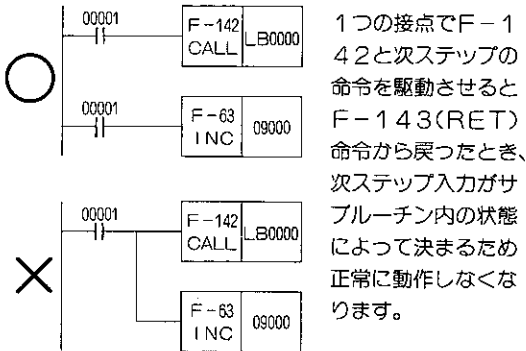 00001
F-142
CALL
LB0000
00001
F-63
INC
09000
00001
F-142
CALL
LB0000
F-63
INC
09000
1つの接点でF-1
42と次ステップの
命令を駆動させると
F-143(RET)
命令から戻つたとき、
次ステップ入力がサ
ブルーチン内の状態
によって決まるため
正常に動作しなくな
ります。